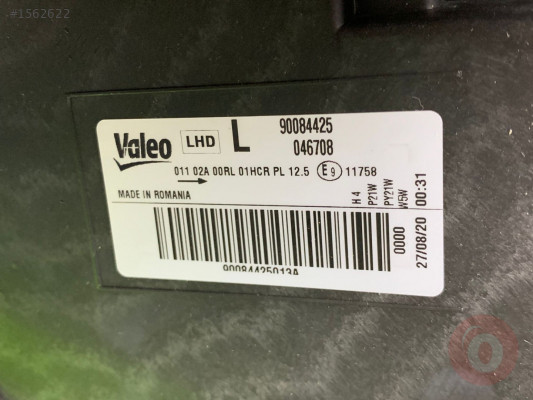 #1562622
Valeo LHD L 90084425
046708
011 02A 00RL 01HCR PL 12.5 E9 11758
MADE IN ROMANIA
H4
P21W
PY21W
W5W
0000
27/08/20 00:31
90084425013A